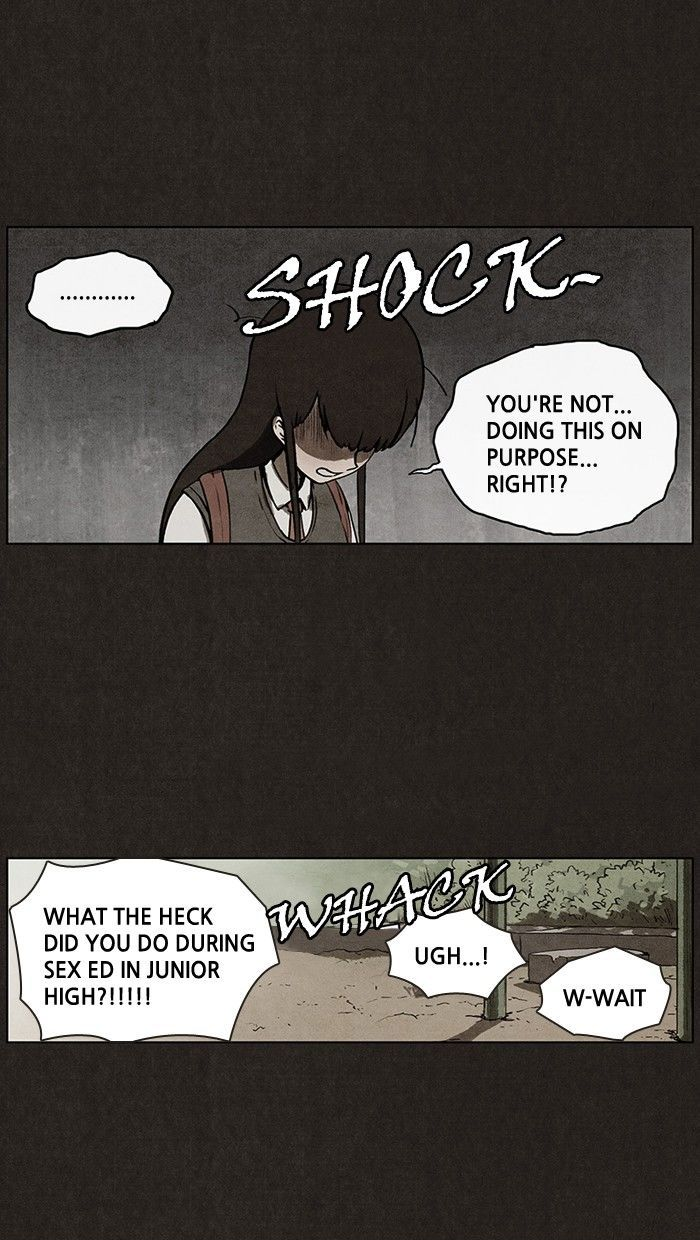 ............
SHOCK-
YOU'RE NOT...
DOING THIS ON
PURPOSE...
RIGHT!?
WHAT THE HECK
DID YOU DO DURING
SEX ED IN JUNIOR
HIGH?!!!!!
WHACK
UGH...!
W-WAIT